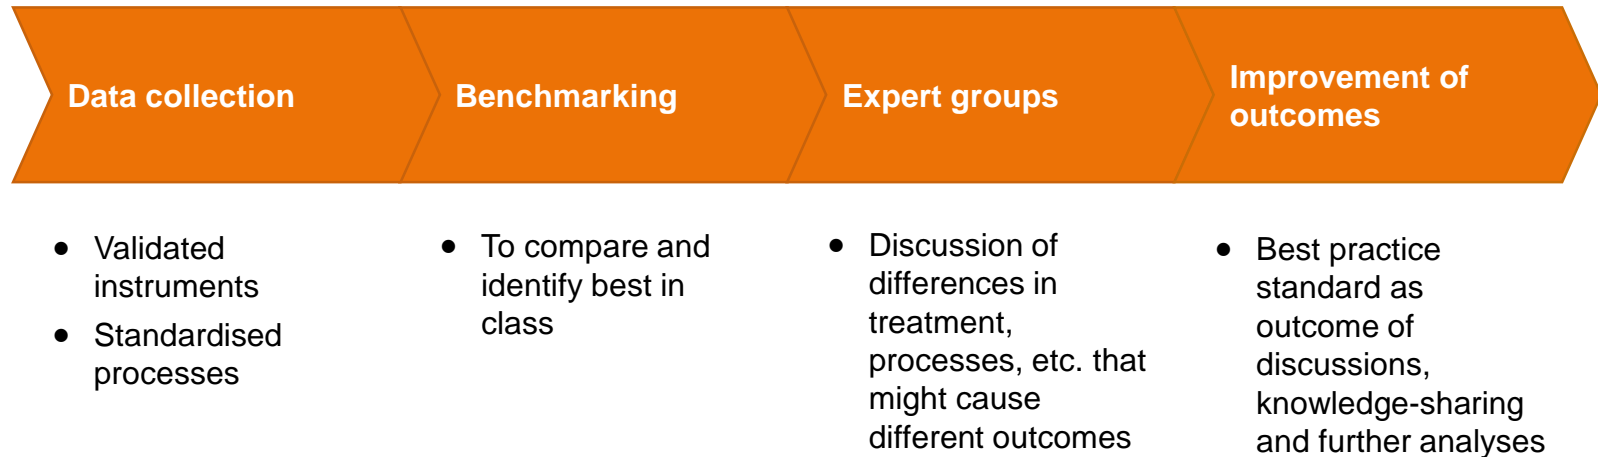 Data collection
Benchmarking
Expert groups
Improvement of
outcomes
• Validated
instruments
• Standardised
processes
• To compare and
identify best in
class
• Discussion of
differences in
treatment,
processes, etc. that
might cause
different outcomes
• Best practice
standard as
outcome of
discussions,
knowledge-sharing
and further analyses